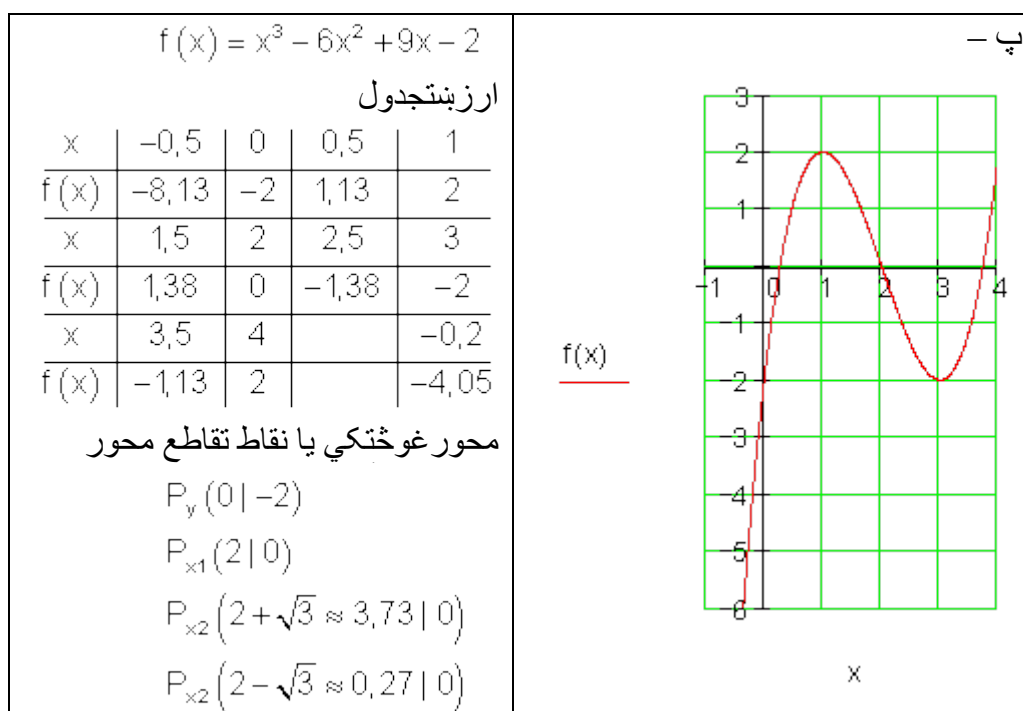 f (x) = x³ – 6x² + 9x – 2
ارزښتجدول
x | –0,5 | 0 | 0,5 | 1
f (x) | –8,13 | –2 | 1,13 | 2
x | 1,5 | 2 | 2,5 | 3
f (x) | 1,38 | 0 | –1,38 | –2
x | 3,5 | 4 | | –0,2
f (x) | –1,13 | 2 | | –4,05
محورغوڅتکي يا نقاط تقاطع محور
P_y (0 | –2)
P_x1 (2 | 0)
P_x2 (2 + √3 ≈ 3,73 | 0)
P_x2 (2 – √3 ≈ 0,27 | 0)
پ –
3
2
1
–1 0 1 2 3 4
–1
–2
–3
–4
–5
–6
f(x)
x